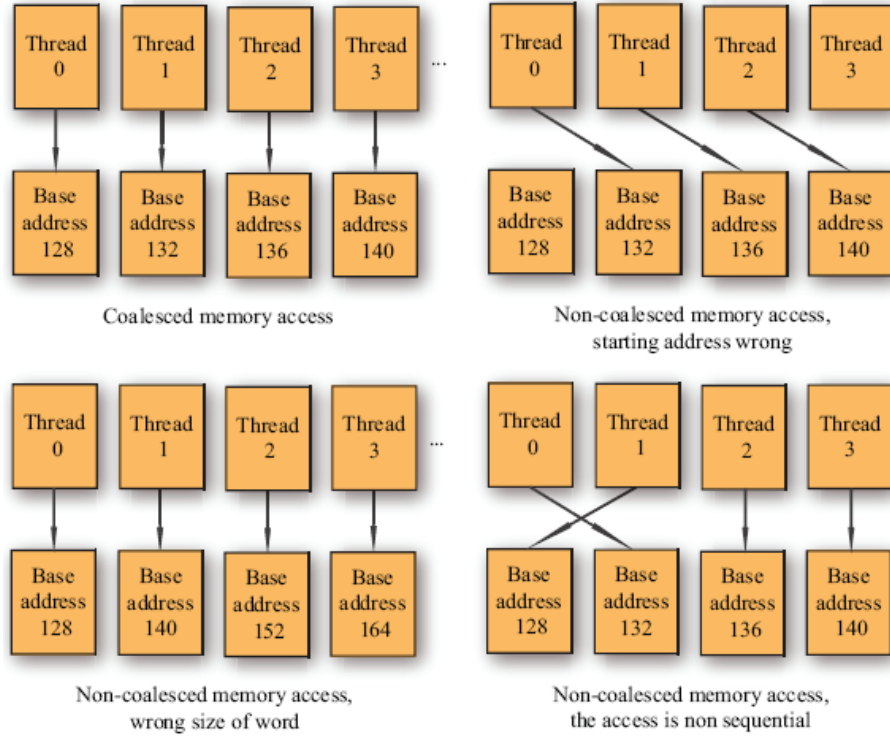 Thread
0
Thread
1
Thread
2
Thread
3
...
Base
address
128
Base
address
132
Base
address
136
Base
address
140
Coalesced memory access
Thread
0
Thread
1
Thread
2
Thread
3
Base
address
128
Base
address
132
Base
address
136
Base
address
140
Non-coalesced memory access,
starting address wrong
Thread
0
Thread
1
Thread
2
Thread
3
...
Base
address
128
Base
address
140
Base
address
152
Base
address
164
Non-coalesced memory access,
wrong size of word
Thread
0
Thread
1
Thread
2
Thread
3
Base
address
128
Base
address
132
Base
address
136
Base
address
140
Non-coalesced memory access,
the access is non sequential